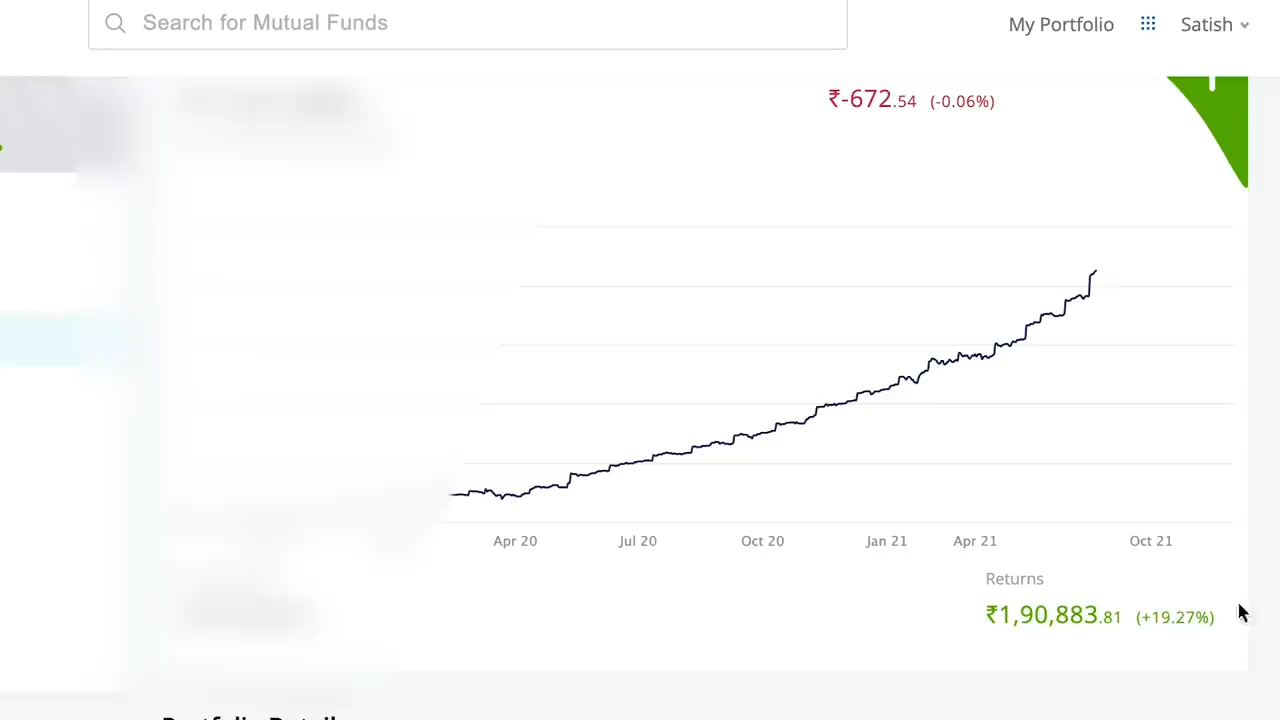 Search for Mutual Funds
My Portfolio
Satish
₹-672.54 (-0.06%)
Apr 20 Jul 20 Oct 20 Jan 21 Apr 21 Oct 21
Returns
₹1,90,883.81 (+19.27%)